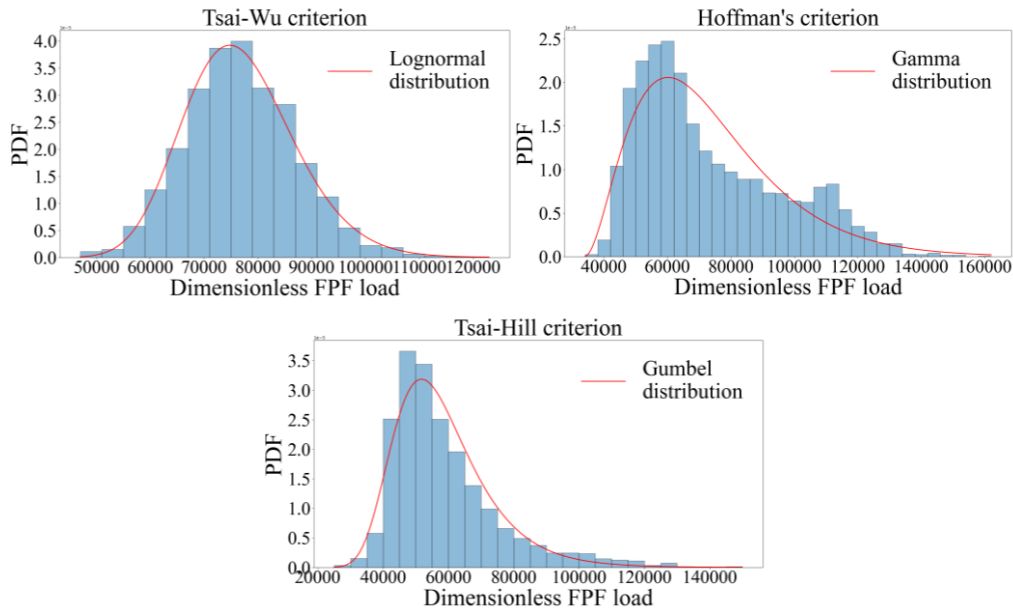 Tsai-Wu criterion
4.0
3.5
3.0
2.5
2.0
1.5
1.0
0.5
0.0
PDF
Lognormal
distribution
50000 60000 70000 80000 90000 100000 110000 120000
Dimensionless FPF load
Hoffman's criterion
2.5
2.0
1.5
1.0
0.5
0.0
PDF
Gamma
distribution
40000 60000 80000 100000 120000 140000 160000
Dimensionless FPF load
Tsai-Hill criterion
3.5
3.0
2.5
2.0
1.5
1.0
0.5
0.0
PDF
Gumbel
distribution
20000 40000 60000 80000 100000 120000 140000
Dimensionless FPF load